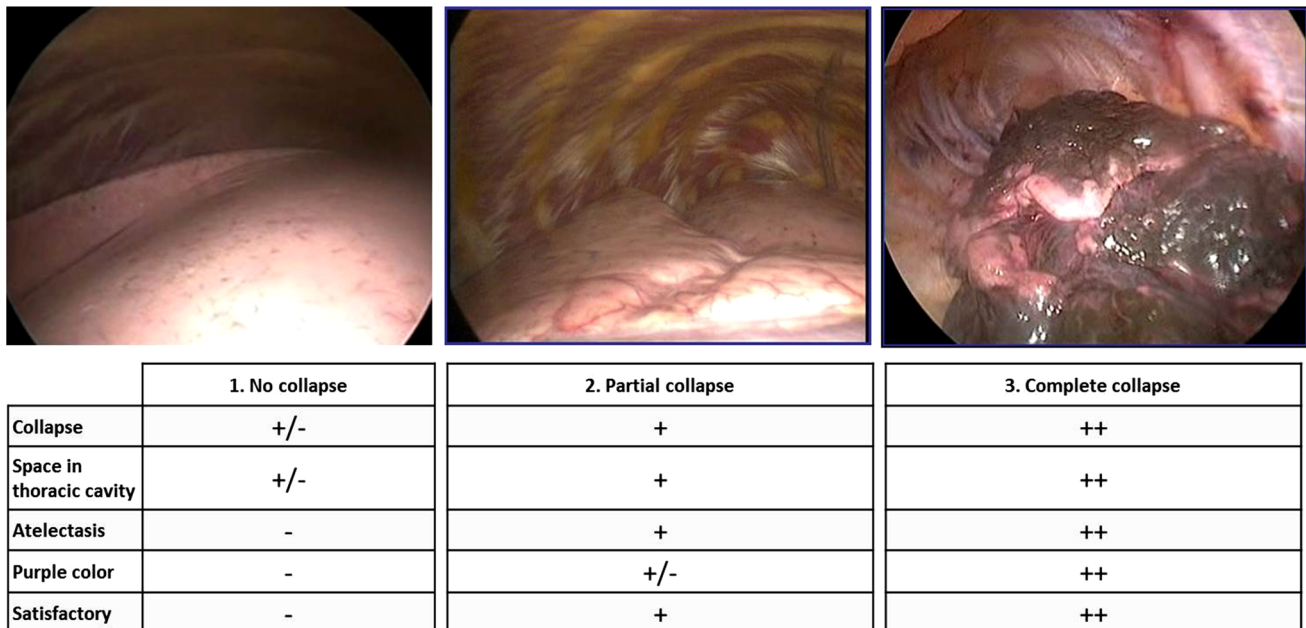 1. No collapse 2. Partial collapse 3. Complete collapse
Collapse +/- + ++
Space in
thoracic cavity +/- + ++
Atelectasis - + ++
Purple color - +/- ++
Satisfactory - + ++